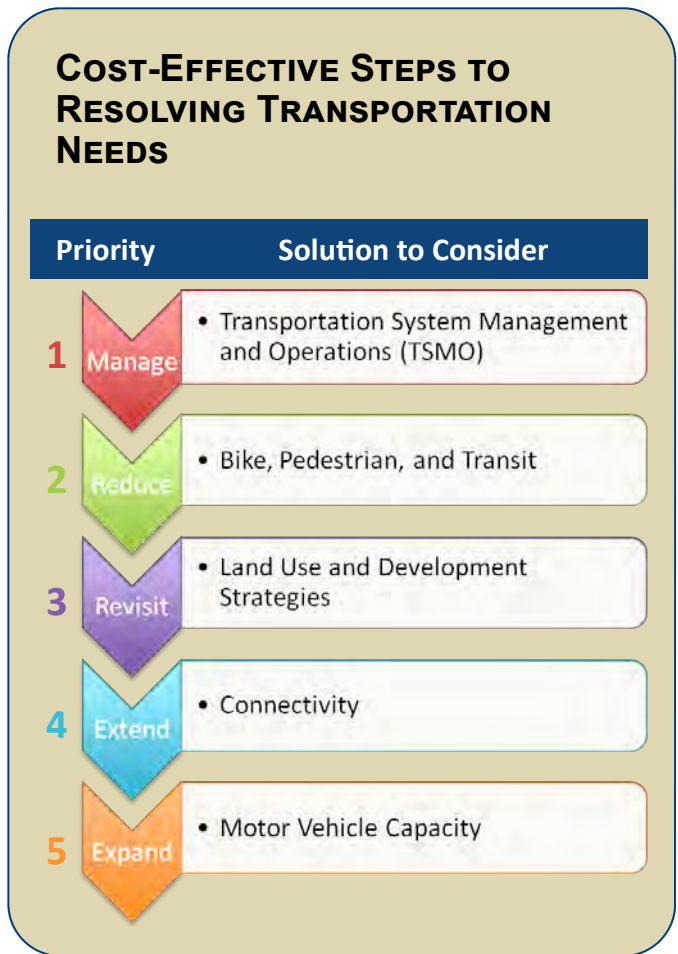 Cost-Effective Steps to
Resolving Transportation
Needs
Priority Solution to Consider
1 Manage
• Transportation System Management
and Operations (TSMO)
2 Reduce
• Bike, Pedestrian, and Transit
3 Revisit
• Land Use and Development
Strategies
4 Extend
• Connectivity
5 Expand
• Motor Vehicle Capacity